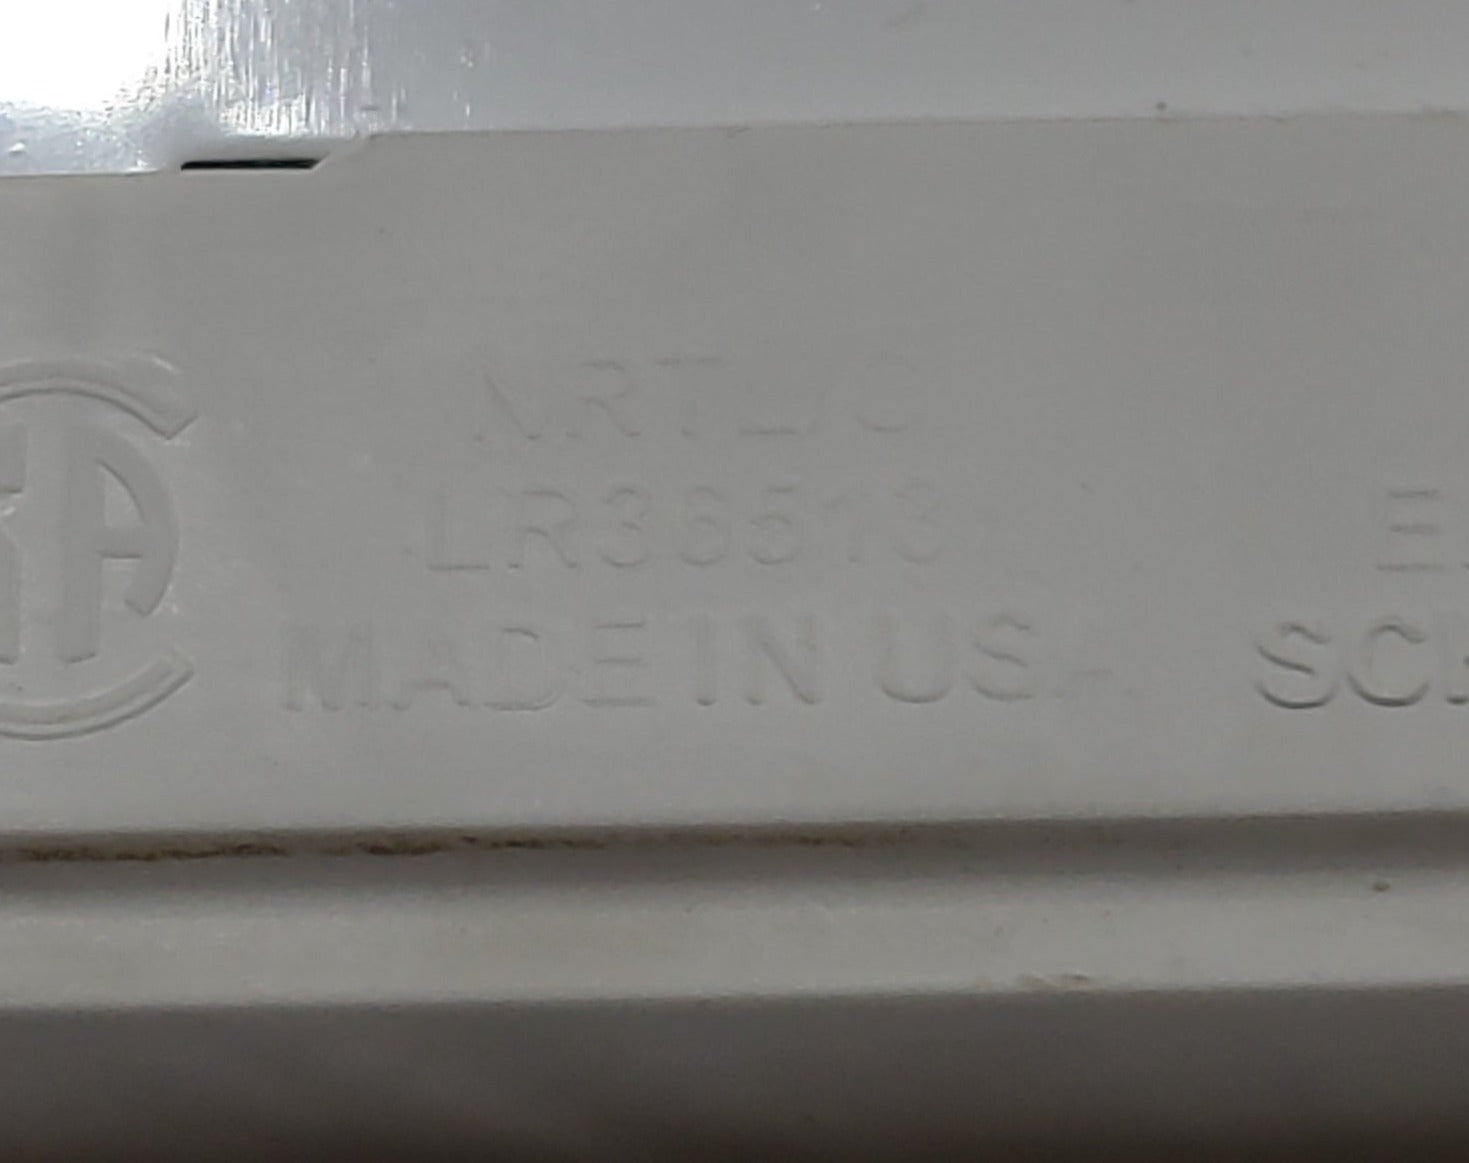 NRTL/C
LR36513
MADE IN USA